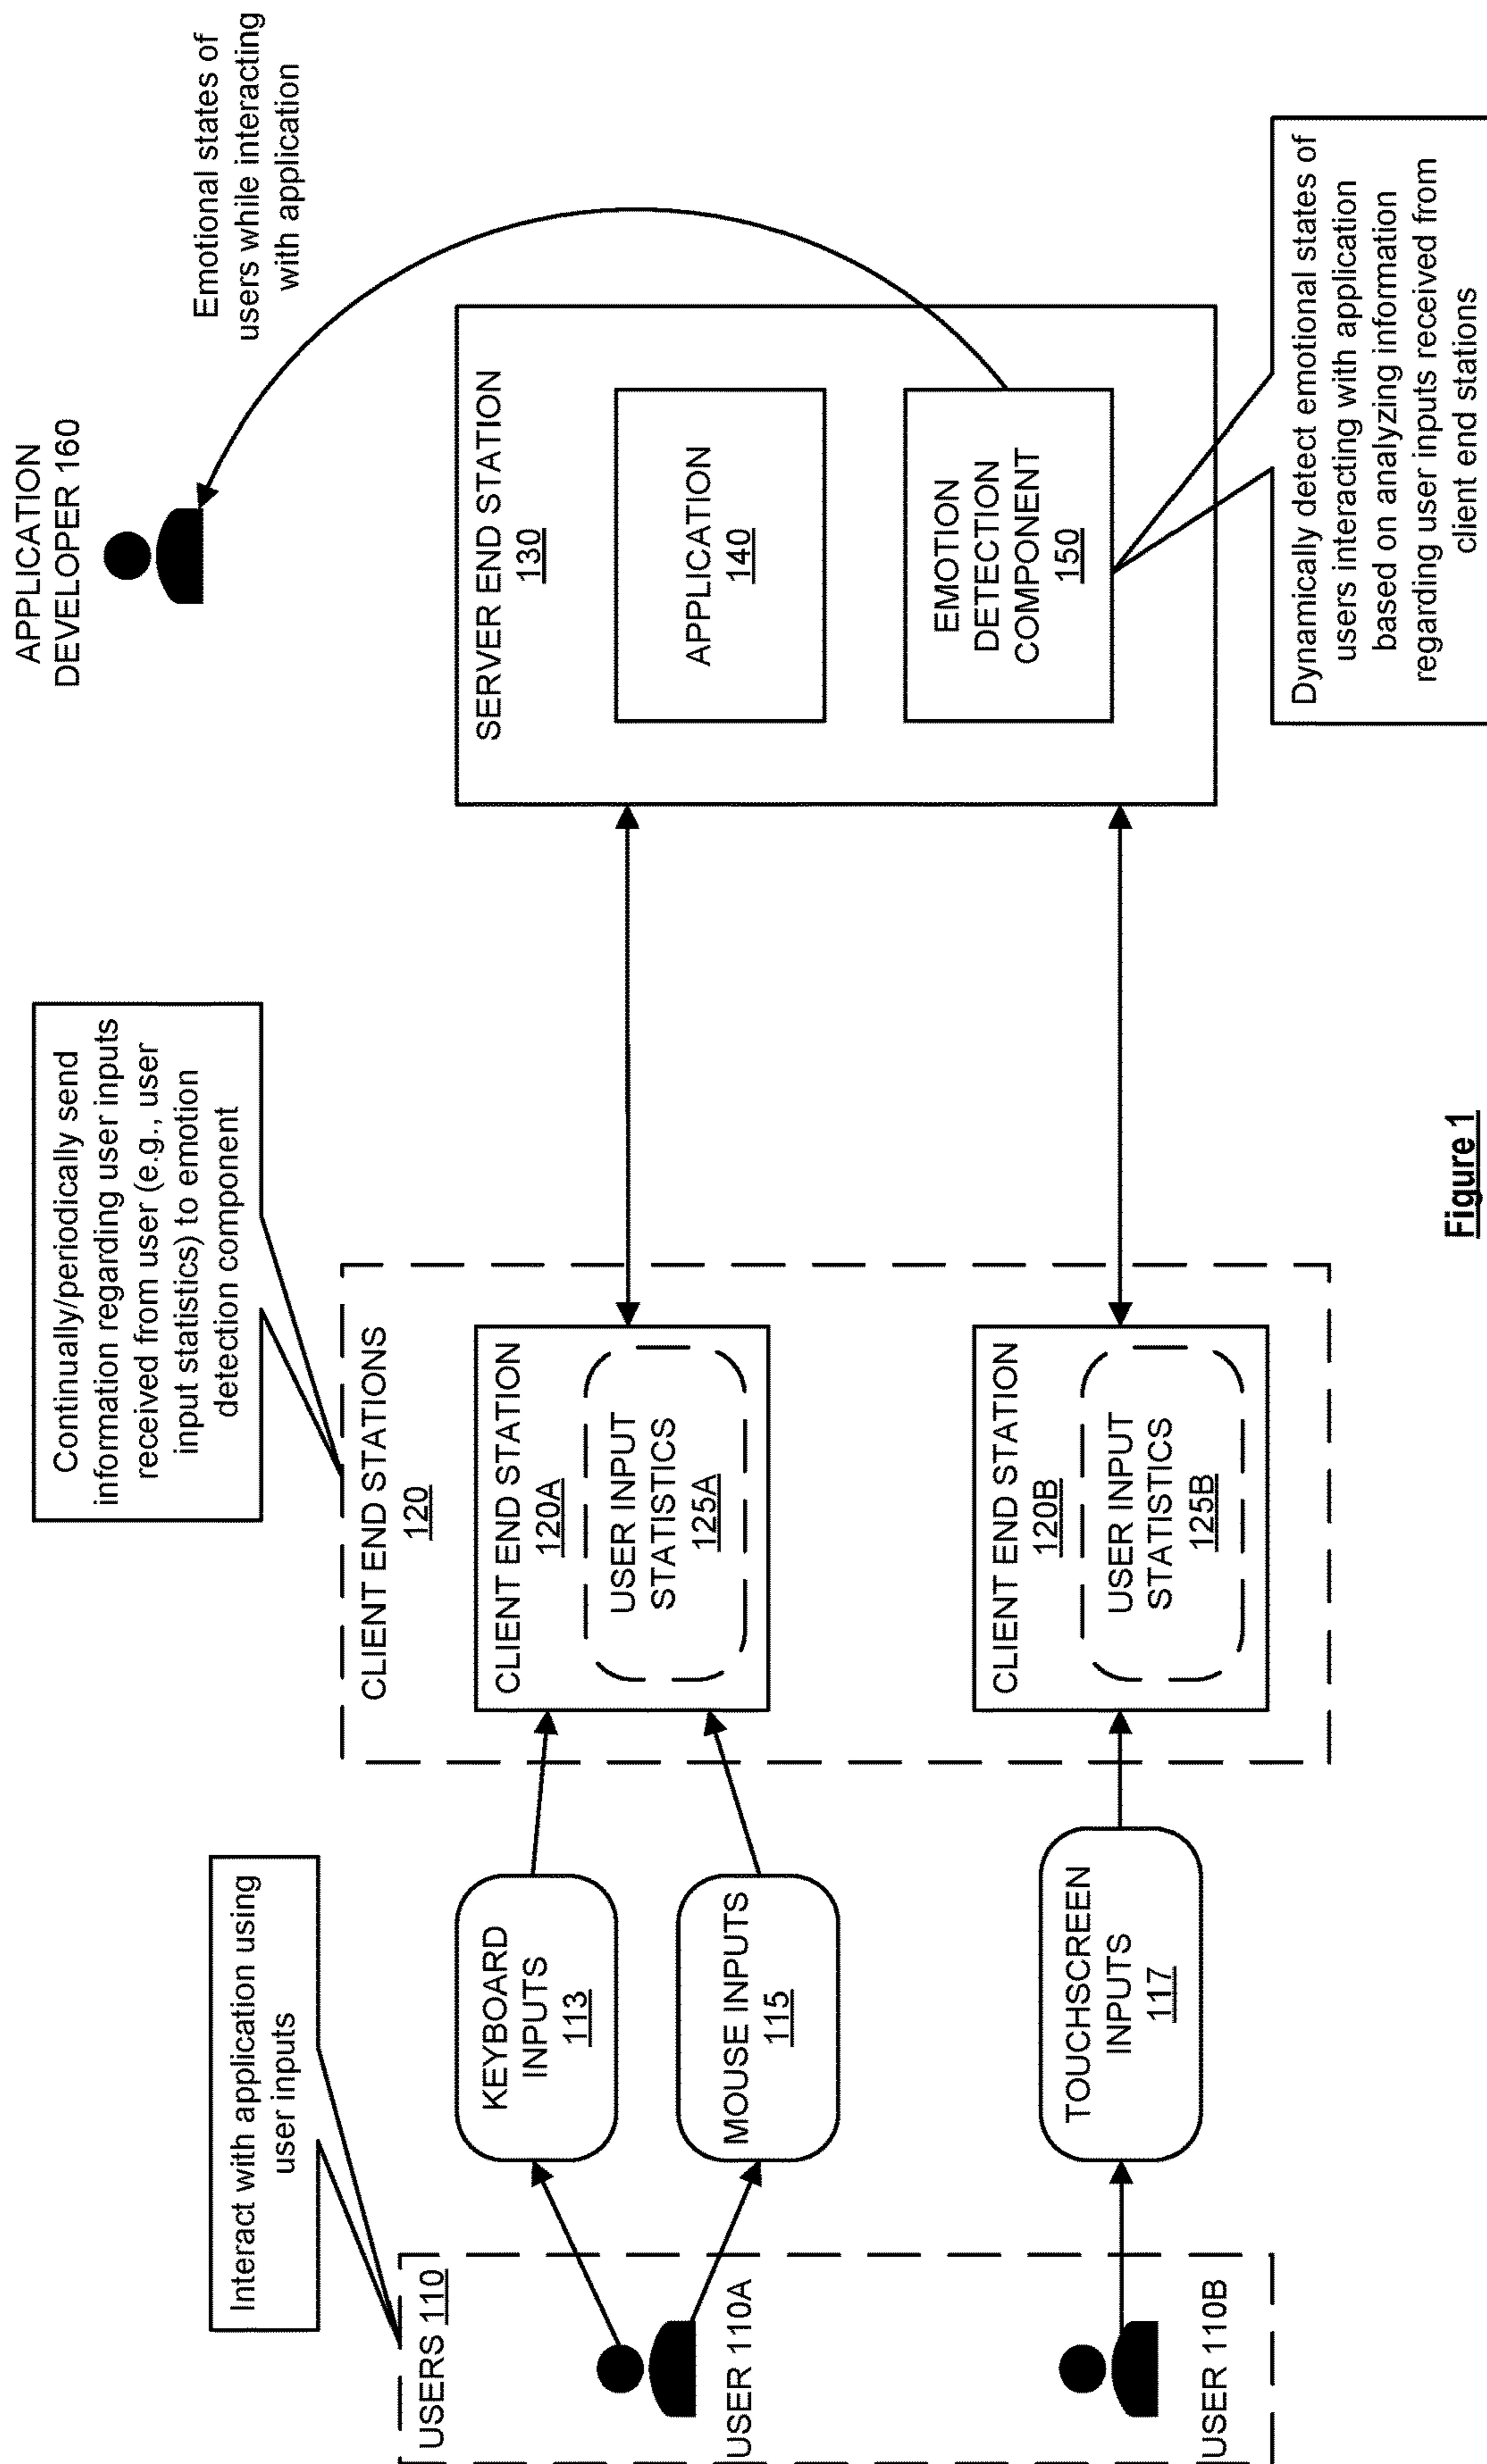 Interact with application using
user inputs
USERS 110
USER 110A
USER 110B
KEYBOARD
INPUTS
113
MOUSE INPUTS
115
TOUCHSCREEN
INPUTS
117
Continually/periodically send
information regarding user inputs
received from user (e.g., user
input statistics) to emotion
detection component
CLIENT END STATIONS
120
CLIENT END STATION
120A
USER INPUT
STATISTICS
125A
CLIENT END STATION
120B
USER INPUT
STATISTICS
125B
APPLICATION
DEVELOPER 160
Emotional states of
users while interacting
with application
SERVER END STATION
130
APPLICATION
140
EMOTION
DETECTION
COMPONENT
150
Dynamically detect emotional states of
users interacting with application
based on analyzing information
regarding user inputs received from
client end stations
Figure 1